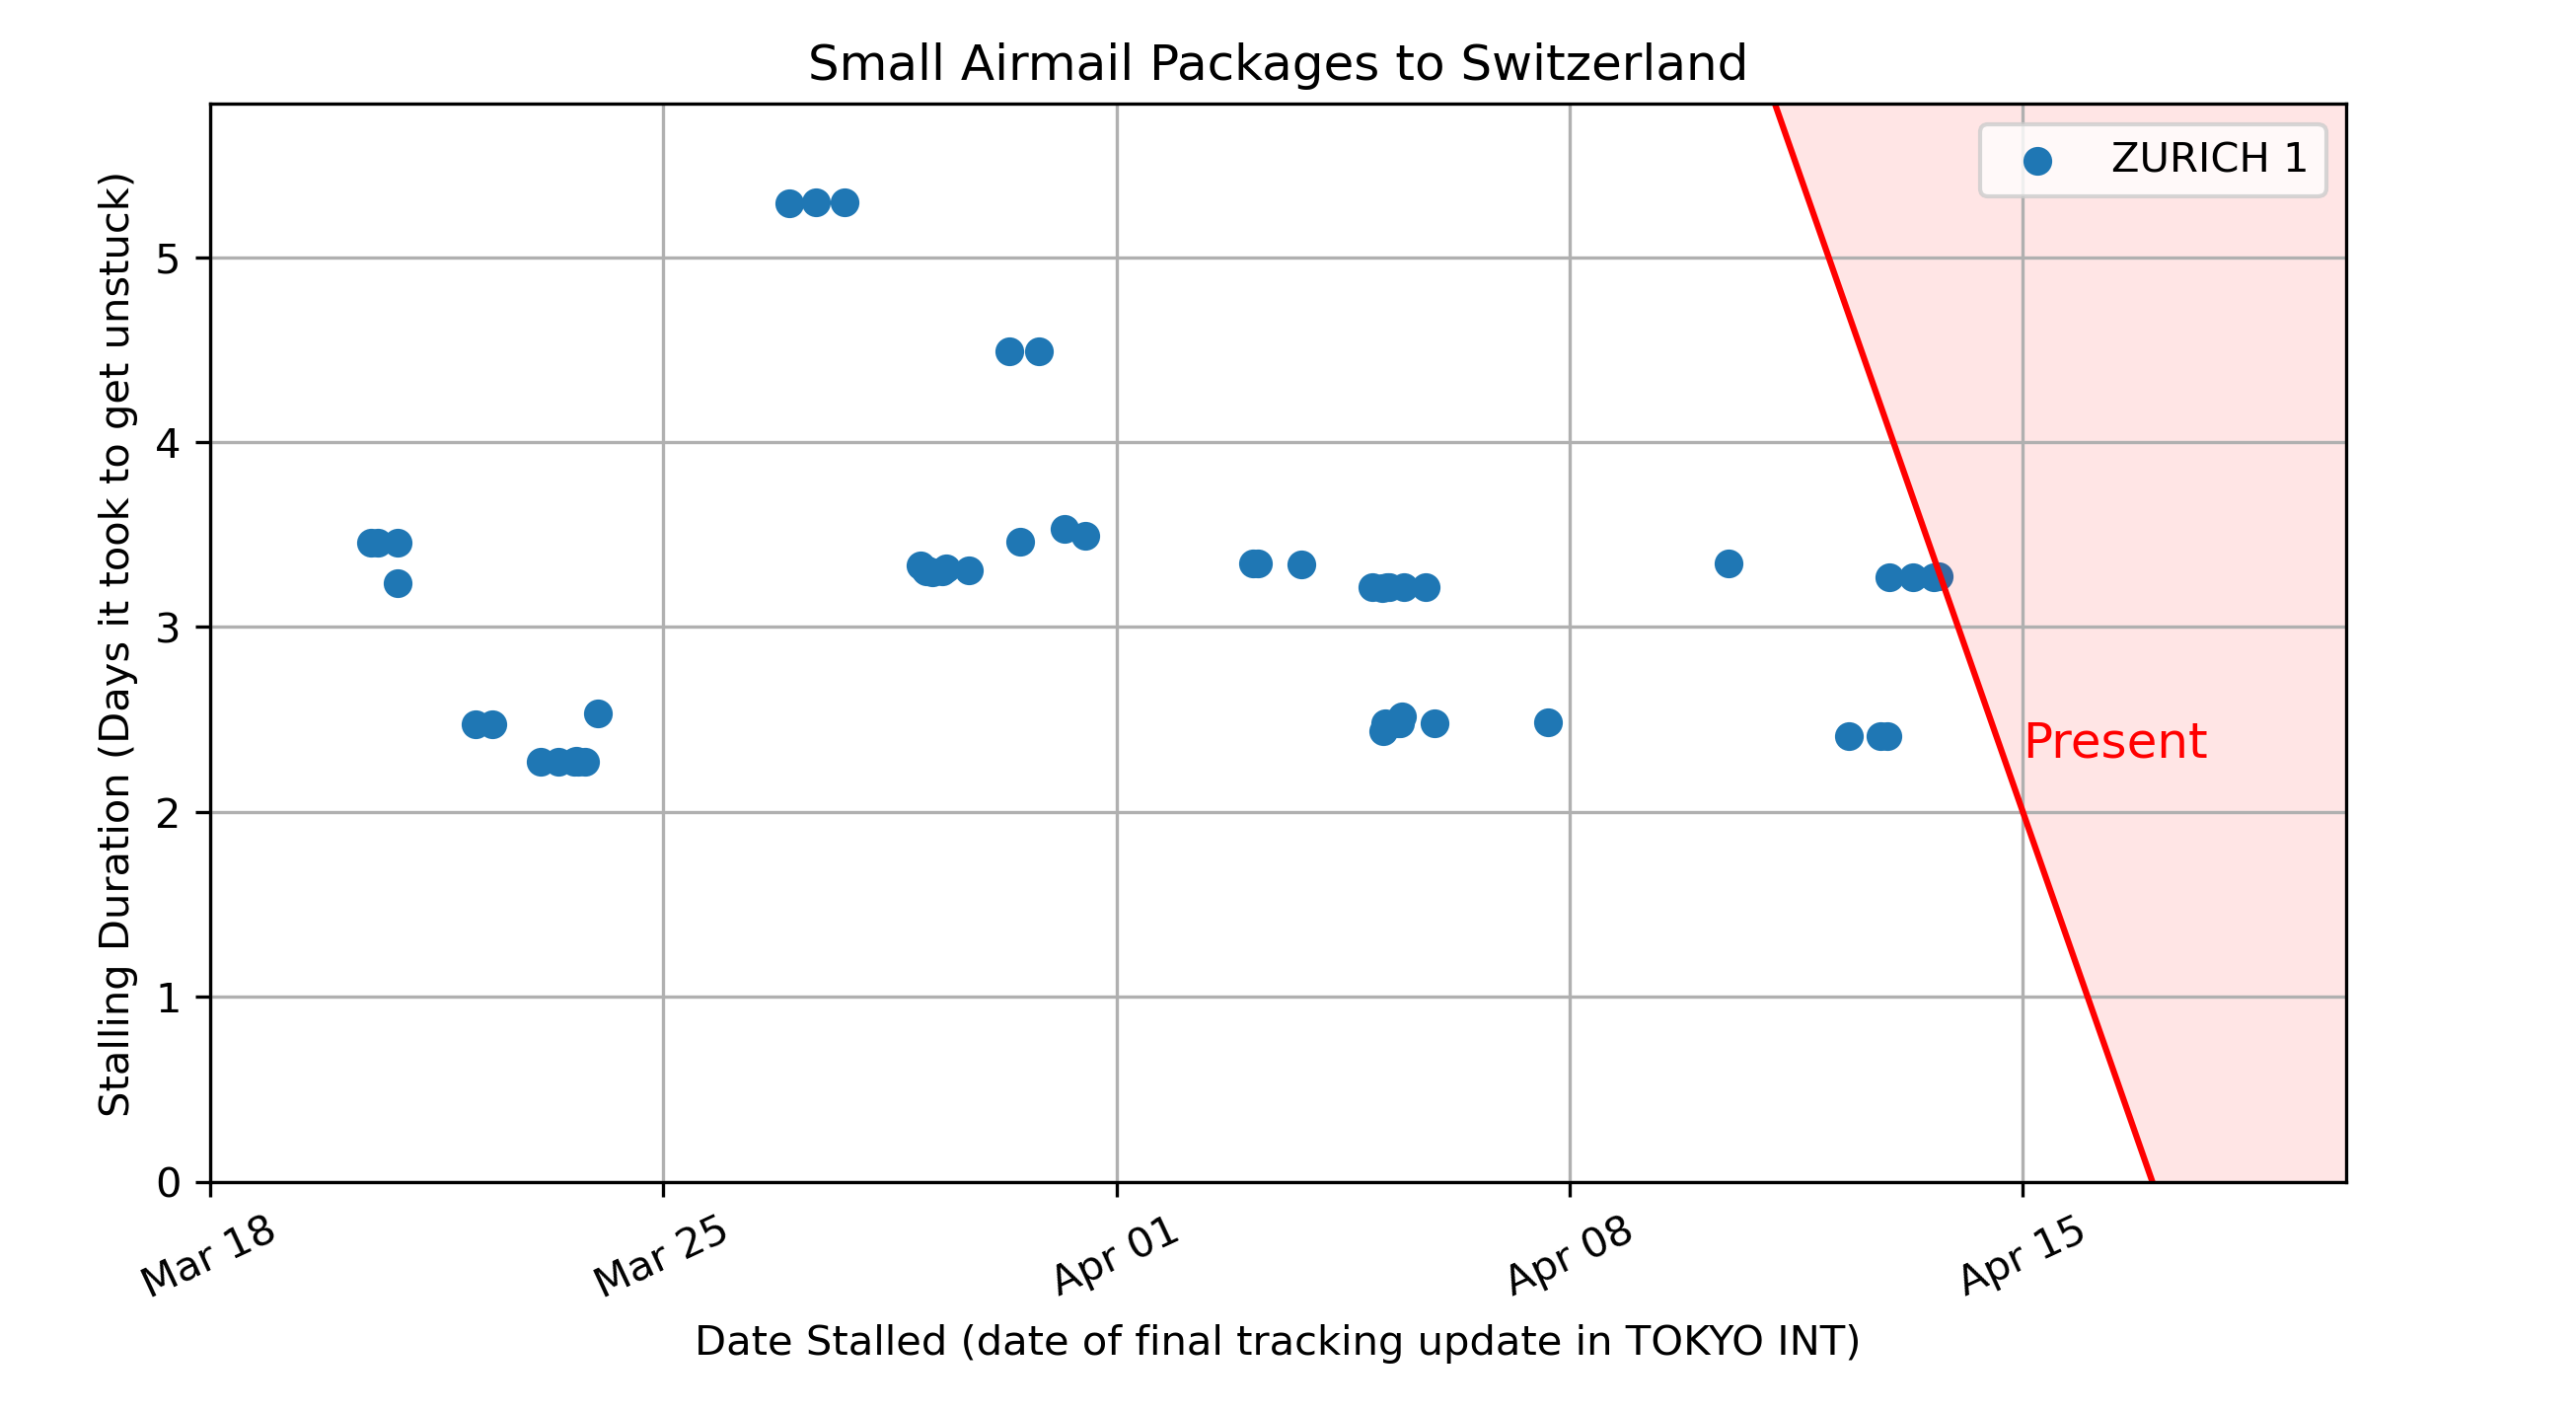 Small Airmail Packages to Switzerland
ZURICH 1
Stalling Duration (Days it took to get unstuck)
5
4
3
2
1
0
Present
Mar 18
Mar 25
Apr 01
Apr 08
Apr 15
Date Stalled (date of final tracking update in TOKYO INT)